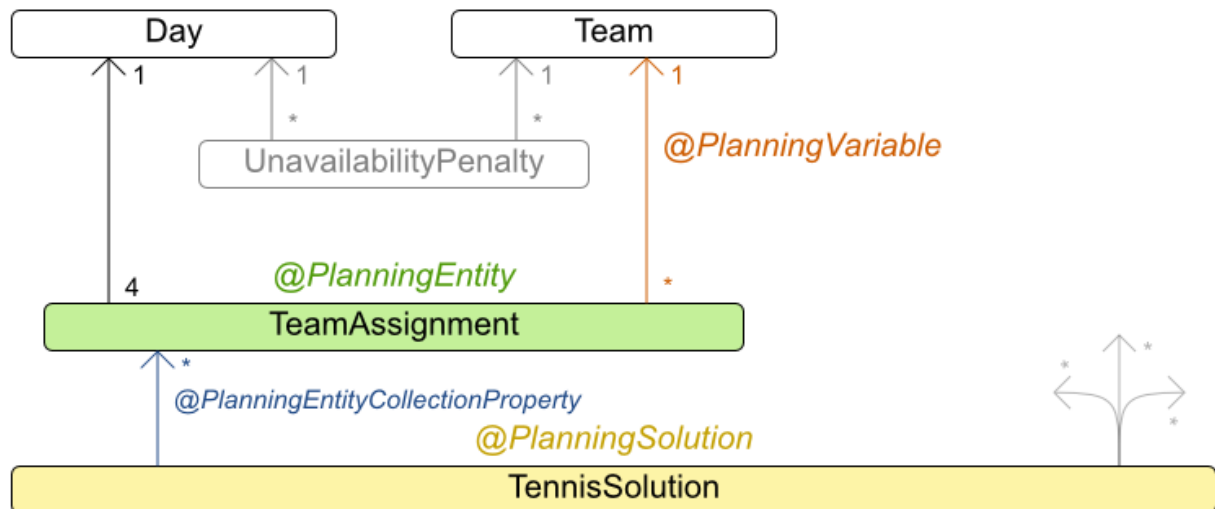 Day
Team
1
1
1
1
*
*
@PlanningVariable
UnavailabilityPenalty
@PlanningEntity
4
*
TeamAssignment
*
*
*
@PlanningEntityCollectionProperty
*
@PlanningSolution
TennisSolution